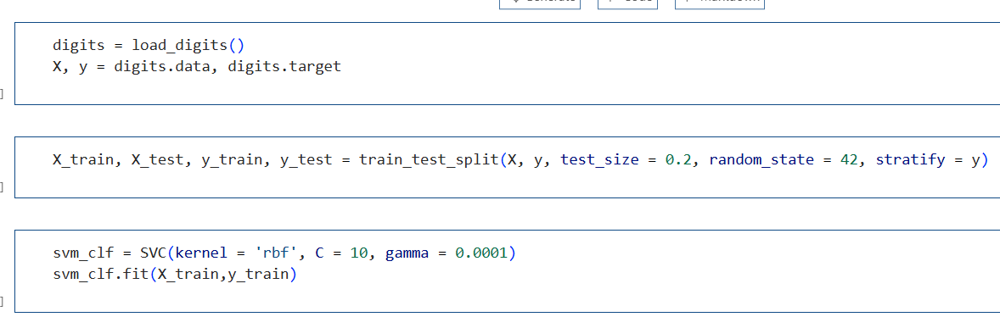 digits = load_digits()
X, y = digits.data, digits.target
X_train, X_test, y_train, y_test = train_test_split(X, y, test_size = 0.2, random_state = 42, stratify = y)
svm_clf = SVC(kernel = 'rbf', C = 10, gamma = 0.0001)
svm_clf.fit(X_train,y_train)